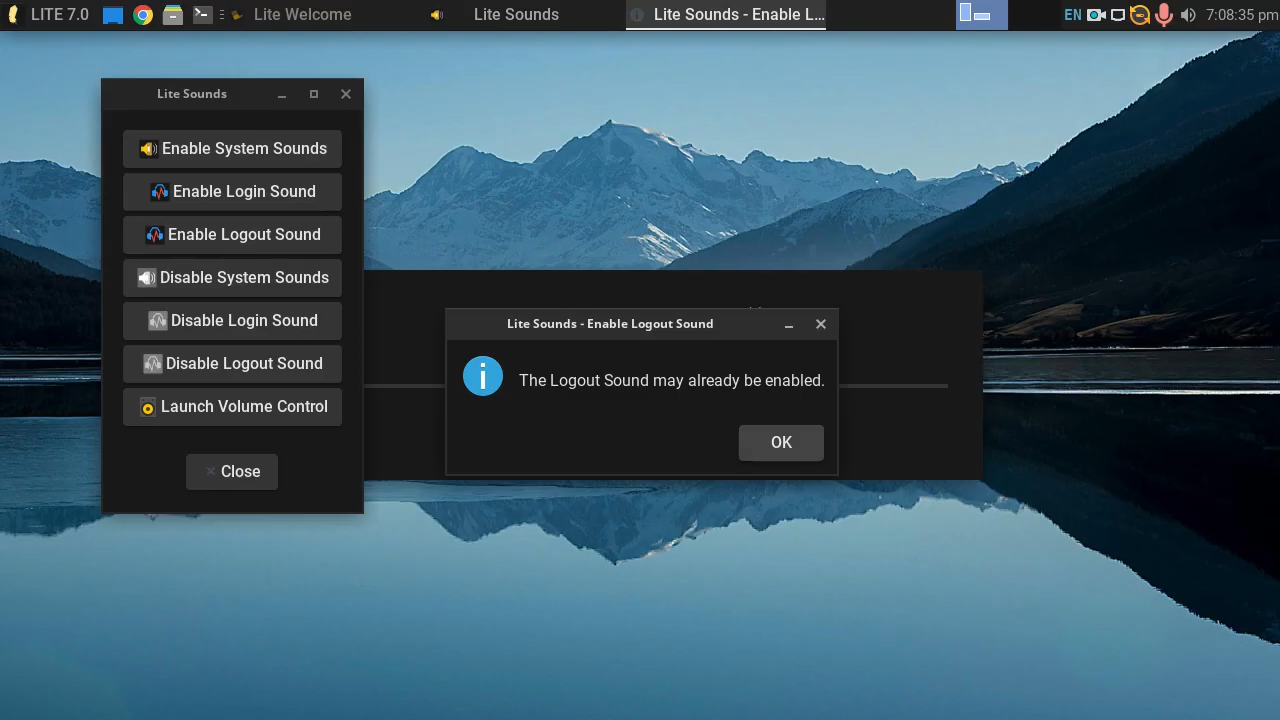 LITE 7.0
Lite Welcome
Lite Sounds
Lite Sounds - Enable L...
EN
7:08:35 pm
Lite Sounds
Enable System Sounds
Enable Login Sound
Enable Logout Sound
Disable System Sounds
Disable Login Sound
Disable Logout Sound
Launch Volume Control
Close
Lite Sounds - Enable Logout Sound
The Logout Sound may already be enabled.
OK